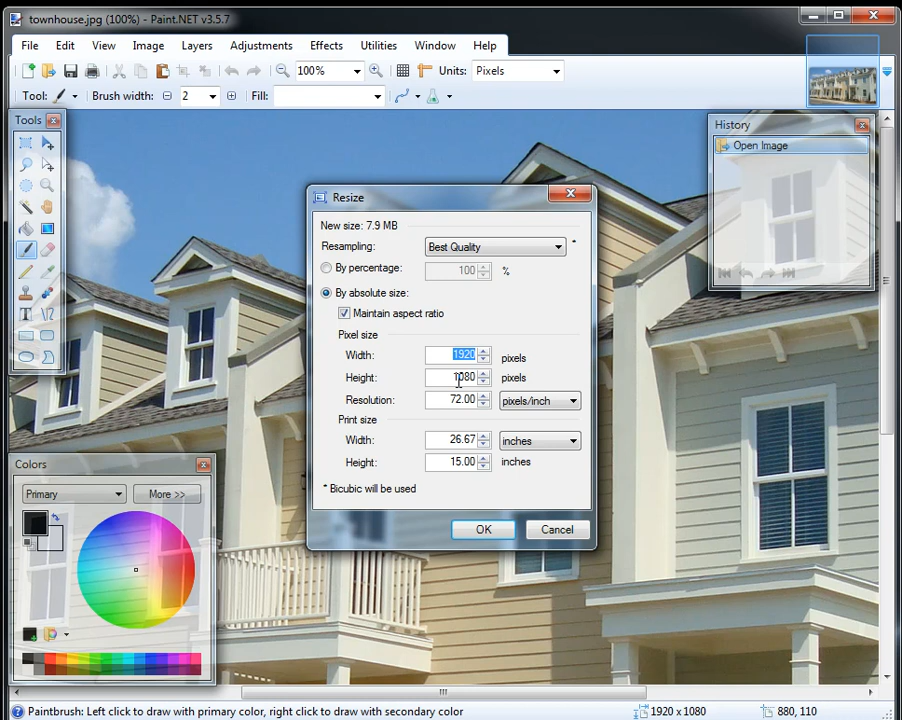 townhouse.jpg (100%) - Paint.NET v3.5.7
File Edit View Image Layers Adjustments Effects Utilities Window Help
100% Units: Pixels
Tool: Brush width: 2 Fill:
Tools
History
Open Image
Resize
New size: 7.9 MB
Resampling: Best Quality *
By percentage: 100 %
By absolute size:
Maintain aspect ratio
Pixel size
Width: 1920 pixels
Height: 1080 pixels
Resolution: 72.00 pixels/inch
Print size
Width: 26.67 inches
Height: 15.00 inches
* Bicubic will be used
OK Cancel
Colors
Primary More >>
Paintbrush: Left click to draw with primary color, right click to draw with secondary color 1920 x 1080 880, 110